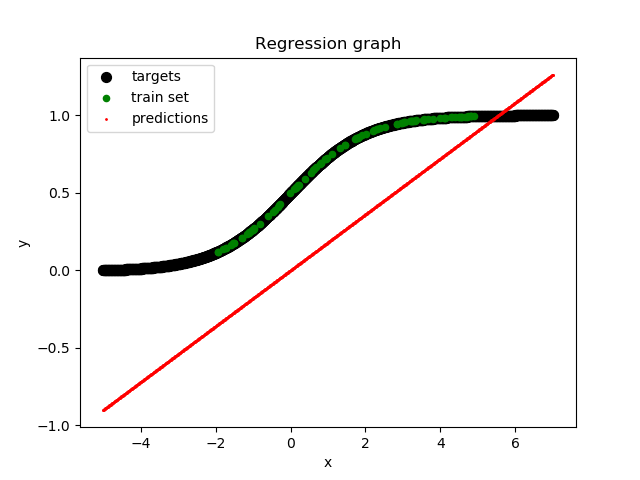 Regression graph
targets
train set
predictions
1.0
0.5
0.0
−0.5
−1.0
y
−4 −2 0 2 4 6
x